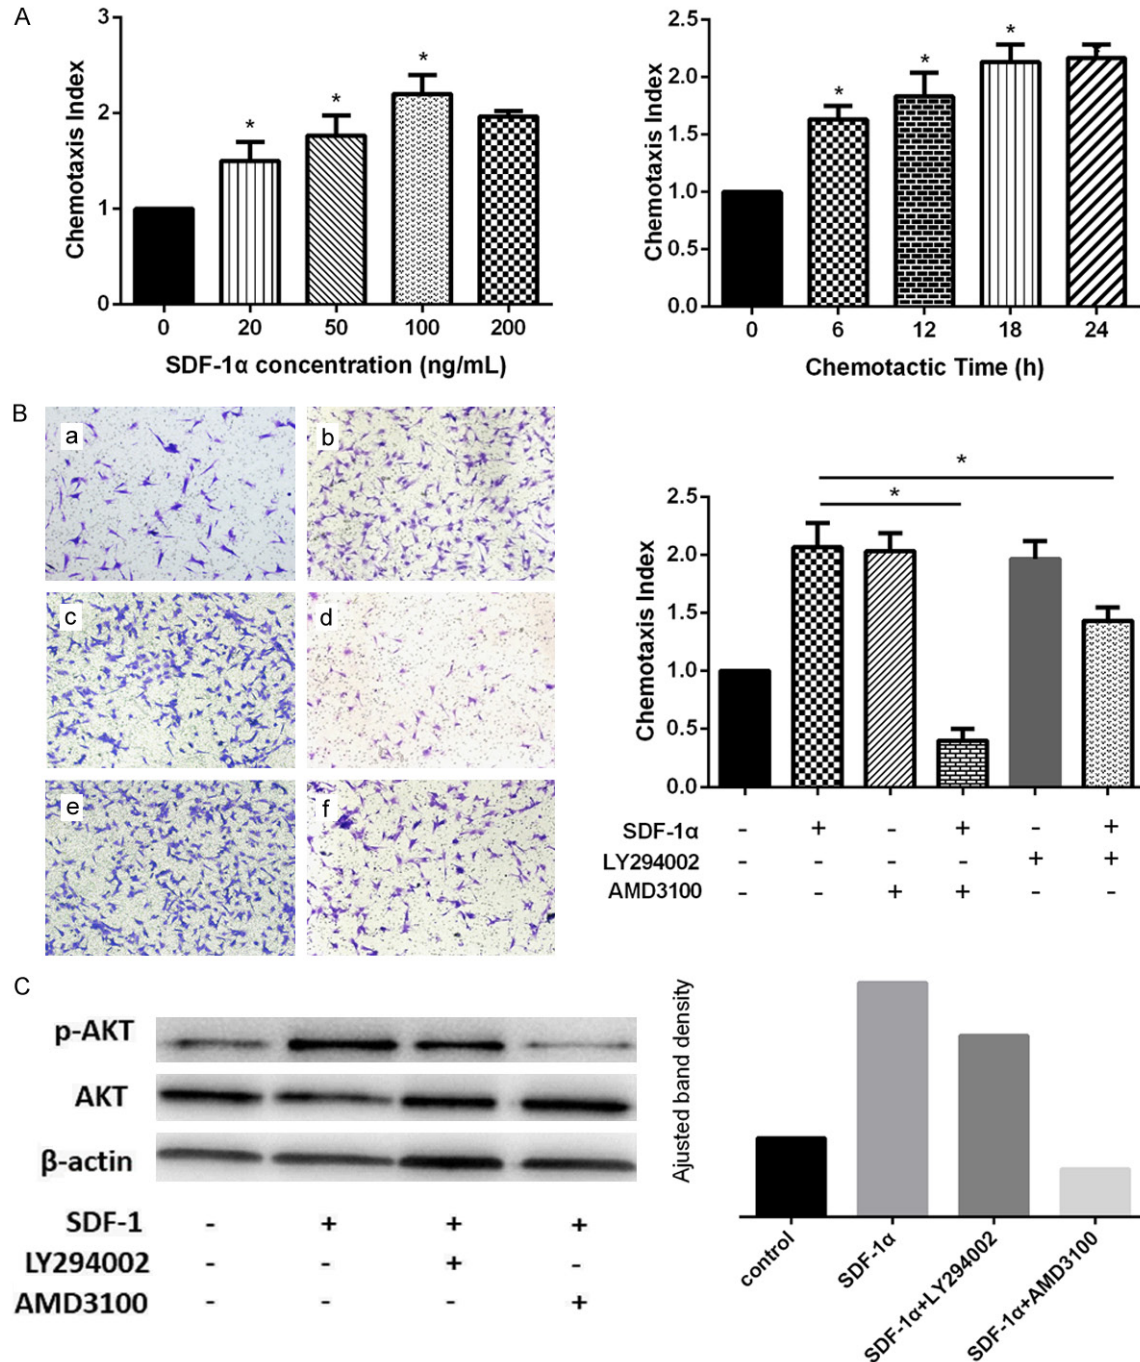 A
Chemotaxis Index
3
2
1
0
*
*
*
0 20 50 100 200
SDF-1α concentration (ng/mL)
Chemotaxis Index
2.5
2.0
1.5
1.0
0.5
0.0
*
*
*
0 6 12 18 24
Chemotactic Time (h)
B
a
b
c
d
e
f
Chemotaxis Index
2.5
2.0
1.5
1.0
0.5
0.0
*
*
SDF-1α - + - + - +
LY294002 - - - - + +
AMD3100 - - + + - -
C
p-AKT
AKT
β-actin
SDF-1 - + + +
LY294002 - - + -
AMD3100 - - - +
Ajusted band density
control
SDF-1α
SDF-1α+LY294002
SDF-1α+AMD3100